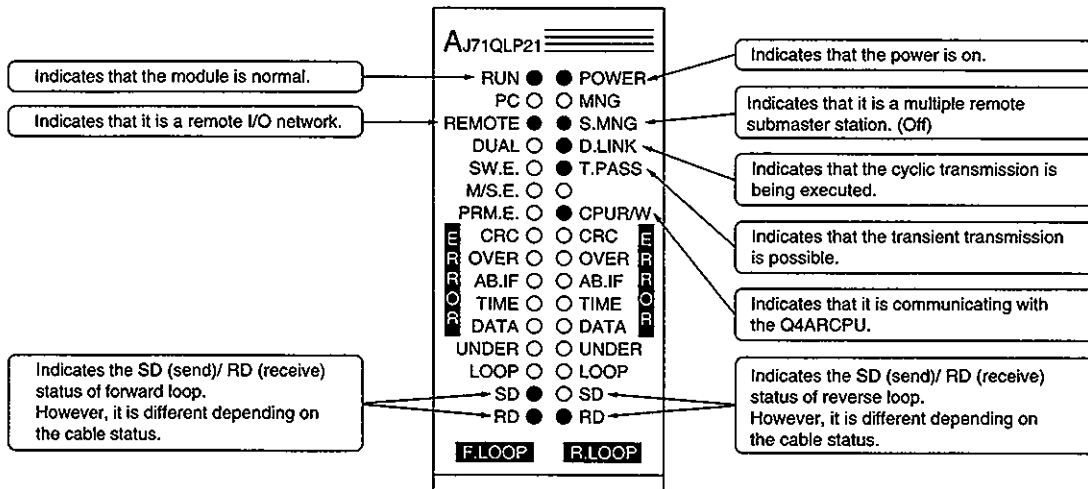 AJ71QLP21
Indicates that the module is normal.
Indicates that it is a remote I/O network.
Indicates the SD (send)/ RD (receive)
status of forward loop.
However, it is different depending on
the cable status.
RUN POWER
PC MNG
REMOTE S.MNG
DUAL D.LINK
SW.E. T.PASS
M/S.E.
PRM.E. CPUR/W
CRC CRC
OVER OVER
AB.IF AB.IF
TIME TIME
DATA DATA
UNDER UNDER
LOOP LOOP
SD SD
RD RD
ERROR ERROR
F.LOOP R.LOOP
Indicates that the power is on.
Indicates that it is a multiple remote
submaster station. (Off)
Indicates that the cyclic transmission is
being executed.
Indicates that the transient transmission
is possible.
Indicates that it is communicating with
the Q4ARCPU.
Indicates the SD (send)/ RD (receive)
status of reverse loop.
However, it is different depending on
the cable status.